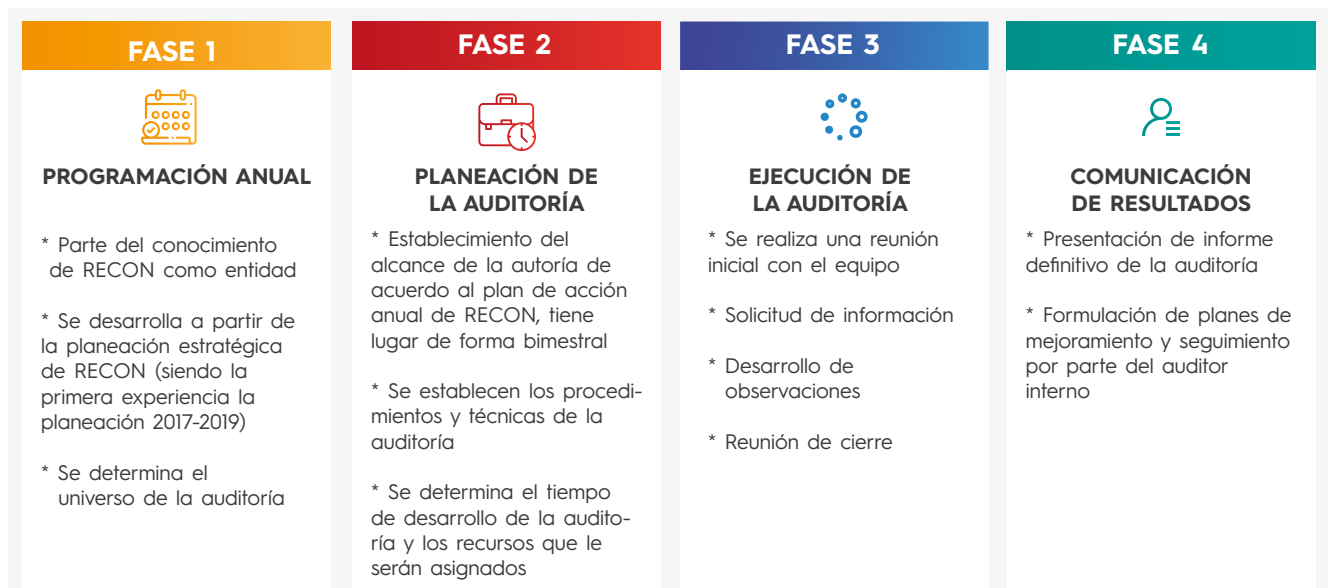 FASE 1
PROGRAMACIÓN ANUAL
* Parte del conocimiento
de RECON como entidad
* Se desarrolla a partir de
la planeación estratégica
de RECON (siendo la
primera experiencia la
planeación 2017-2019)
* Se determina el
universo de la auditoría
FASE 2
PLANEACIÓN DE
LA AUDITORÍA
* Establecimiento del
alcance de la autoría de
acuerdo al plan de acción
anual de RECON, tiene
lugar de forma bimestral
* Se establecen los procedi-
mientos y técnicas de la
auditoría
* Se determina el tiempo
de desarrollo de la audito-
ría y los recursos que le
serán asignados
FASE 3
EJECUCIÓN DE
LA AUDITORÍA
* Se realiza una reunión
inicial con el equipo
* Solicitud de información
* Desarrollo de
observaciones
* Reunión de cierre
FASE 4
COMUNICACIÓN
DE RESULTADOS
* Presentación de informe
definitivo de la auditoría
* Formulación de planes de
mejoramiento y seguimiento
por parte del auditor
interno